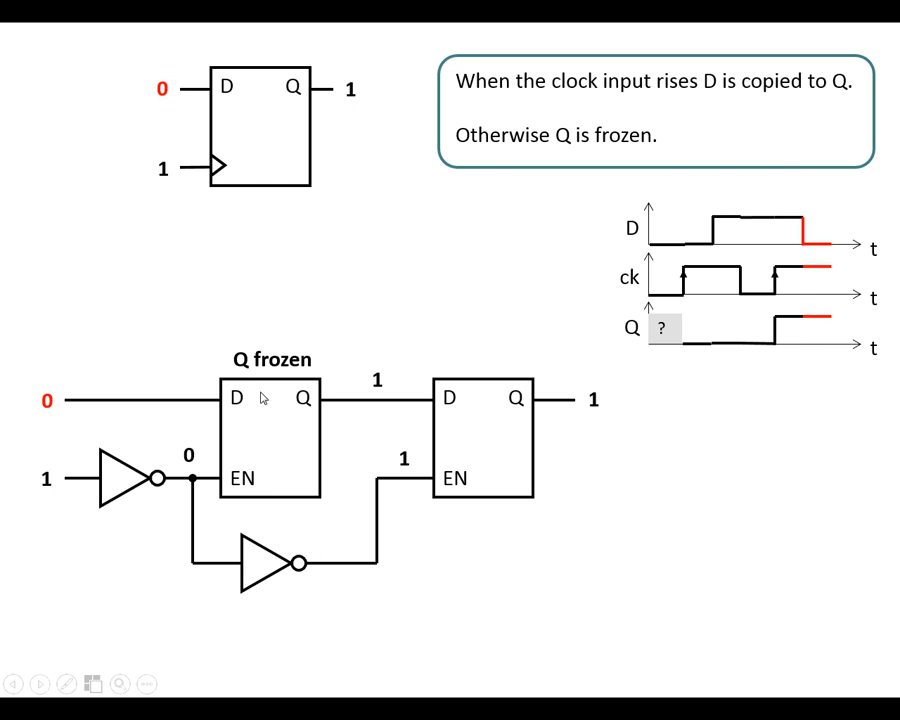 0 D Q 1
1
When the clock input rises D is copied to Q.
Otherwise Q is frozen.
D t
ck t
Q ? t
Q frozen
0 D Q 1 D Q 1
1 0 EN 1 EN